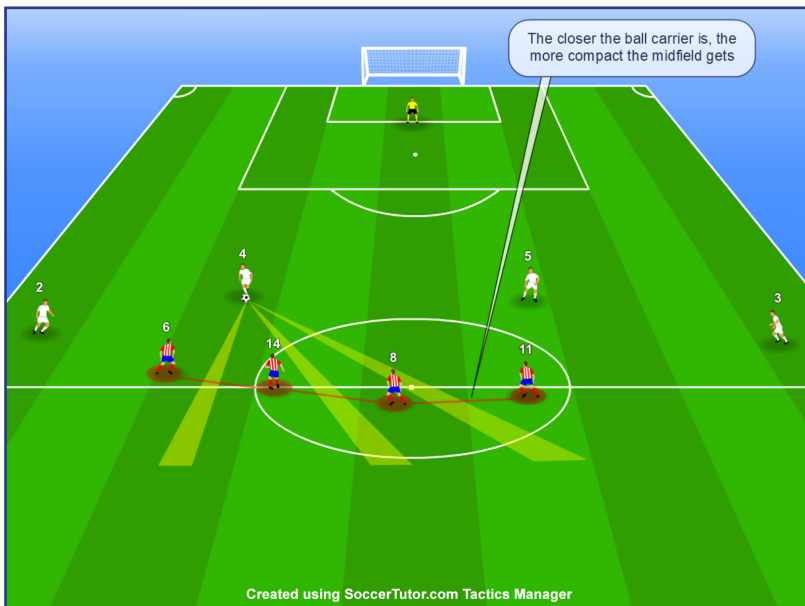 The closer the ball carrier is, the
more compact the midfield gets
4
5
2
3
6
14
8
11
Created using SoccerTutor.com Tactics Manager